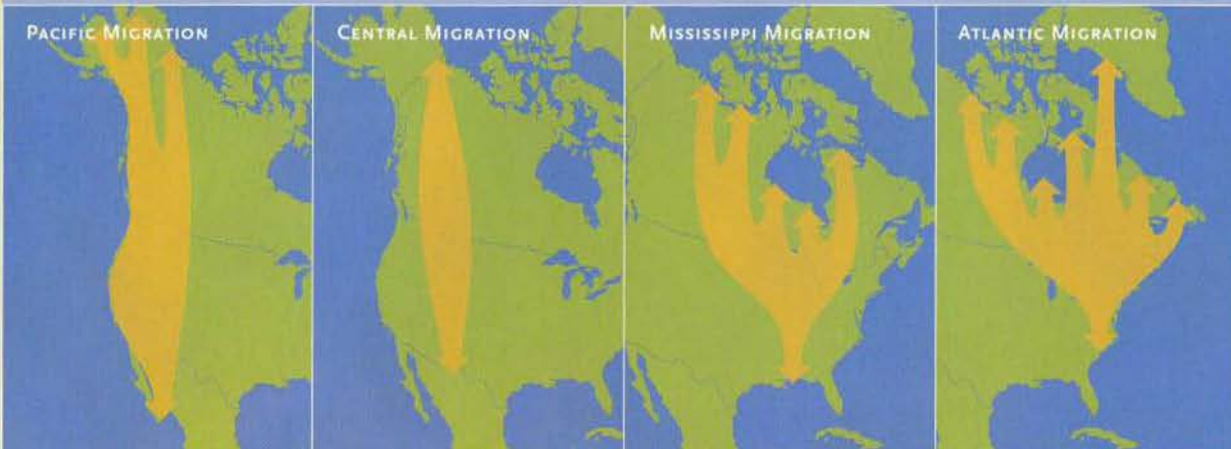 PACIFIC MIGRATION
CENTRAL MIGRATION
MISSISSIPPI MIGRATION
ATLANTIC MIGRATION